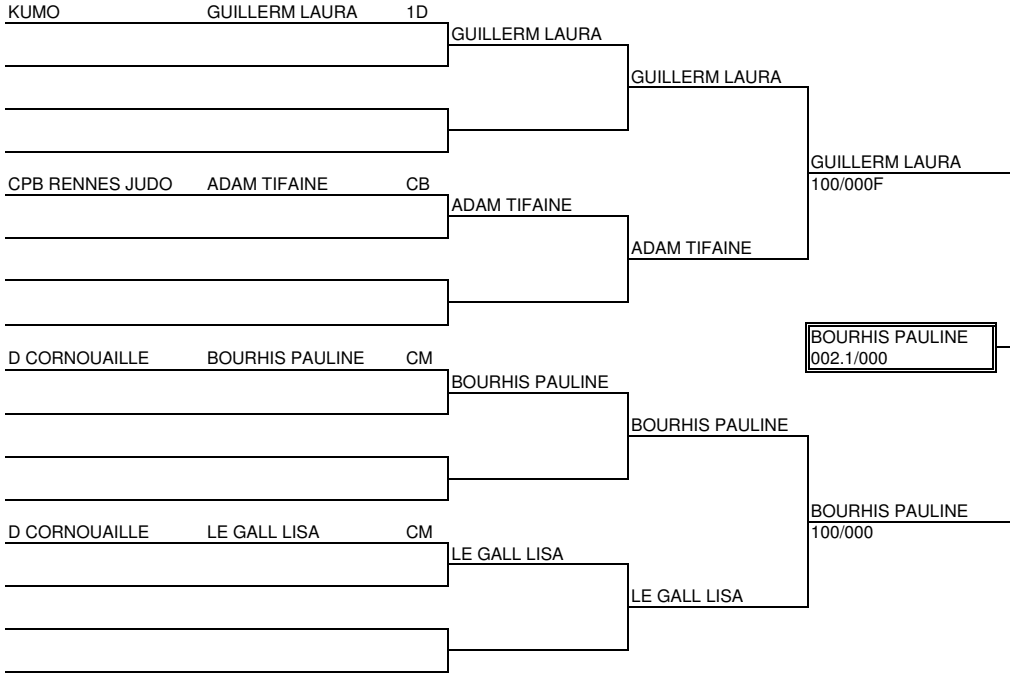 KUMO GUILLERM LAURA 1D
GUILLERM LAURA
GUILLERM LAURA
GUILLERM LAURA
100/000F
CPB RENNES JUDO ADAM TIFAINE CB
ADAM TIFAINE
ADAM TIFAINE
BOURHIS PAULINE
002.1/000
D CORNOUAILLE BOURHIS PAULINE CM
BOURHIS PAULINE
BOURHIS PAULINE
BOURHIS PAULINE
100/000
D CORNOUAILLE LE GALL LISA CM
LE GALL LISA
LE GALL LISA